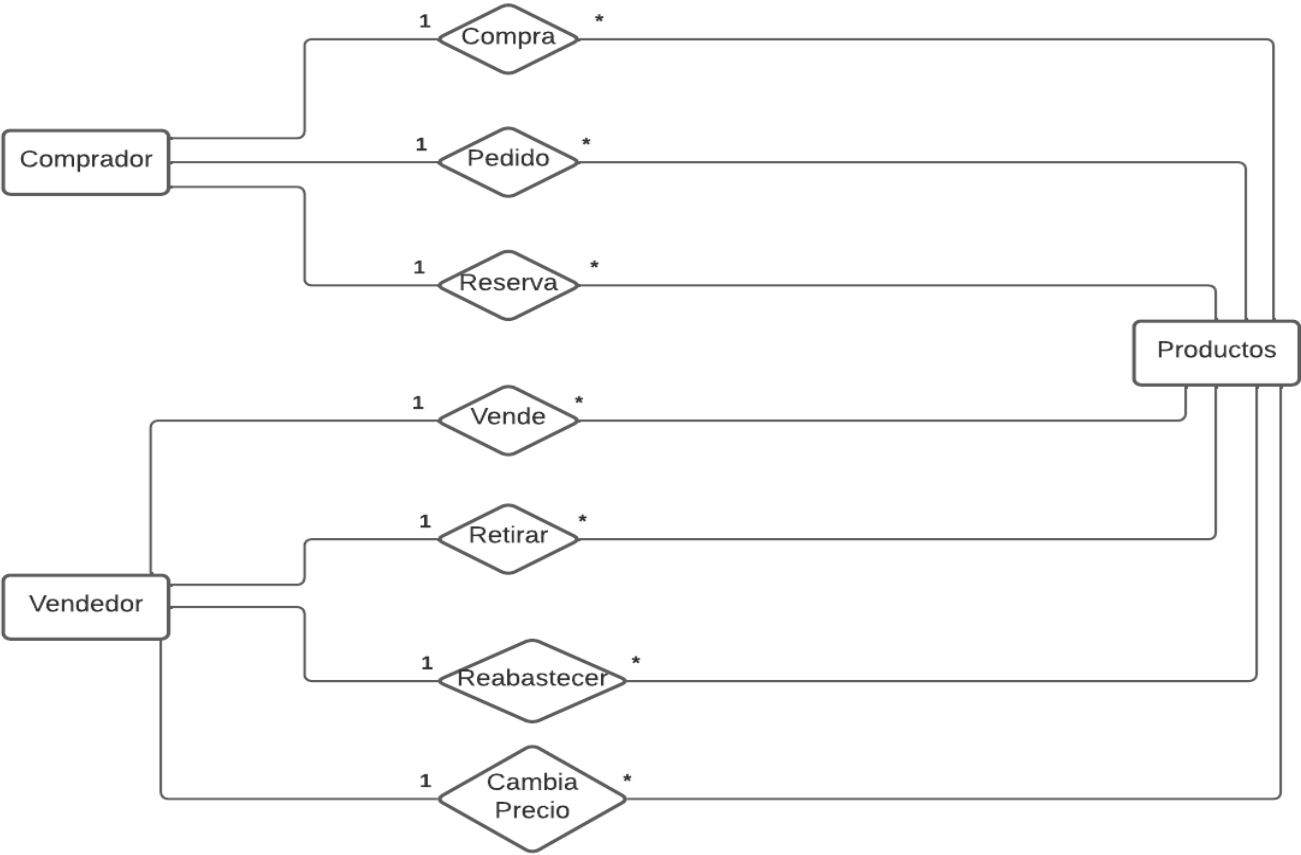 1
Compra
*
1
Pedido
*
Comprador
1
Reserva
*
Productos
1
Vende
*
1
Retirar
*
Vendedor
1
Reabastecer
*
1
Cambia
Precio
*